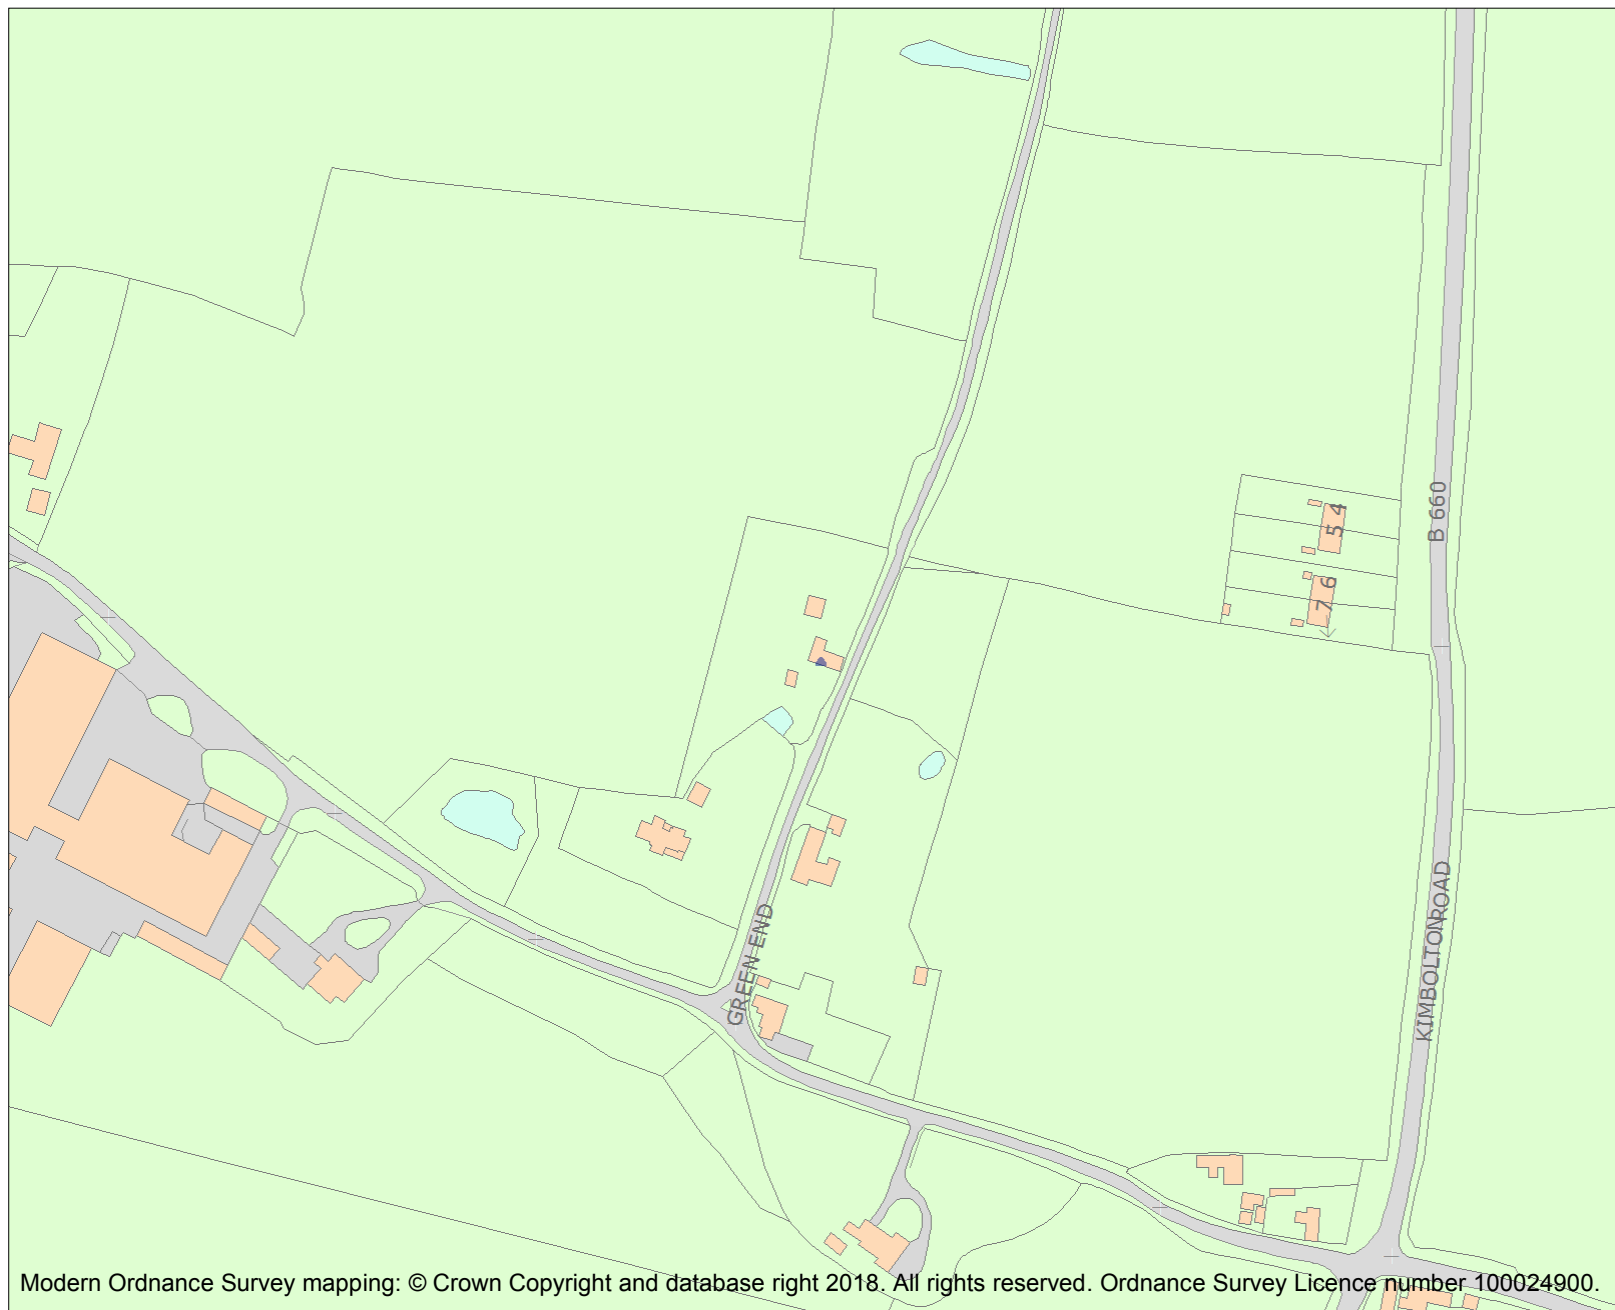 B 660
5 4
7 6
KIMBOLTON ROAD
GREEN END
Modern Ordnance Survey mapping: © Crown Copyright and database right 2018. All rights reserved. Ordnance Survey Licence number 100024900.